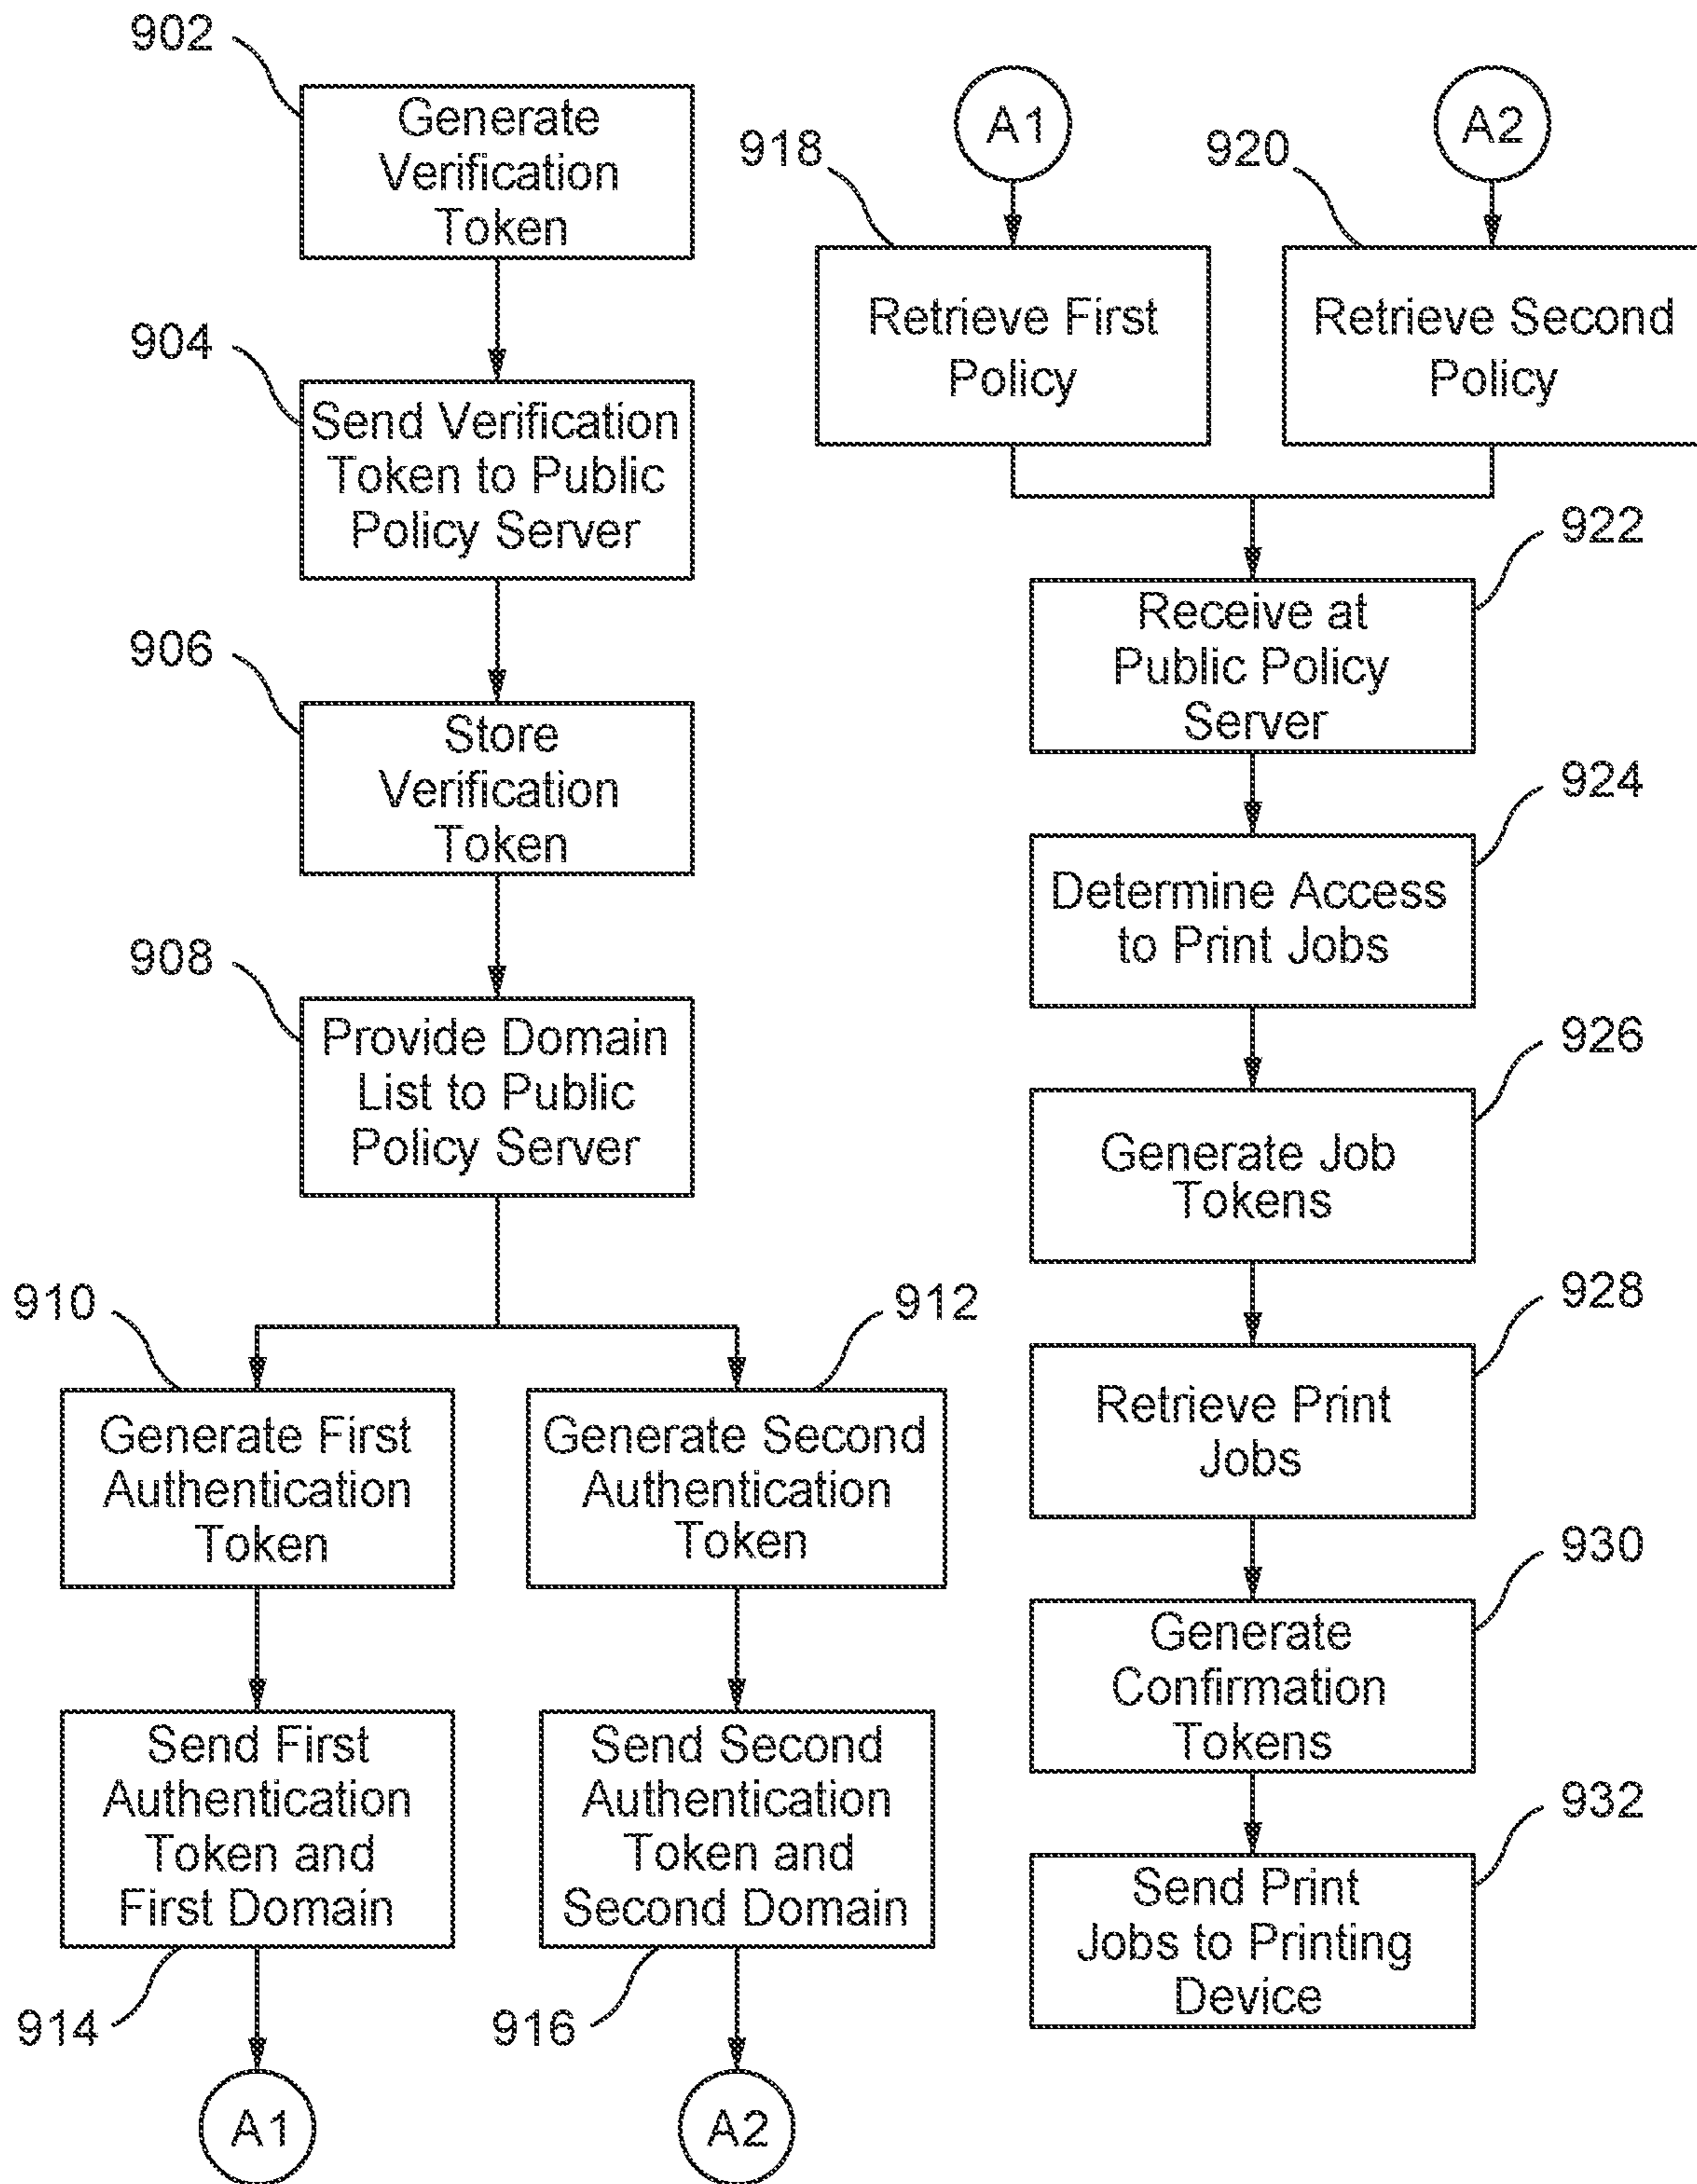 902
Generate
Verification
Token
904
Send Verification
Token to Public
Policy Server
906
Store
Verification
Token
908
Provide Domain
List to Public
Policy Server
910
Generate First
Authentication
Token
912
Generate Second
Authentication
Token
Send First
Authentication
Token and
First Domain
914
Send Second
Authentication
Token and
Second Domain
916
A1
A2
A1
918
Retrieve First
Policy
A2
920
Retrieve Second
Policy
922
Receive at
Public Policy
Server
924
Determine Access
to Print Jobs
926
Generate Job
Tokens
928
Retrieve Print
Jobs
930
Generate
Confirmation
Tokens
932
Send Print
Jobs to Printing
Device